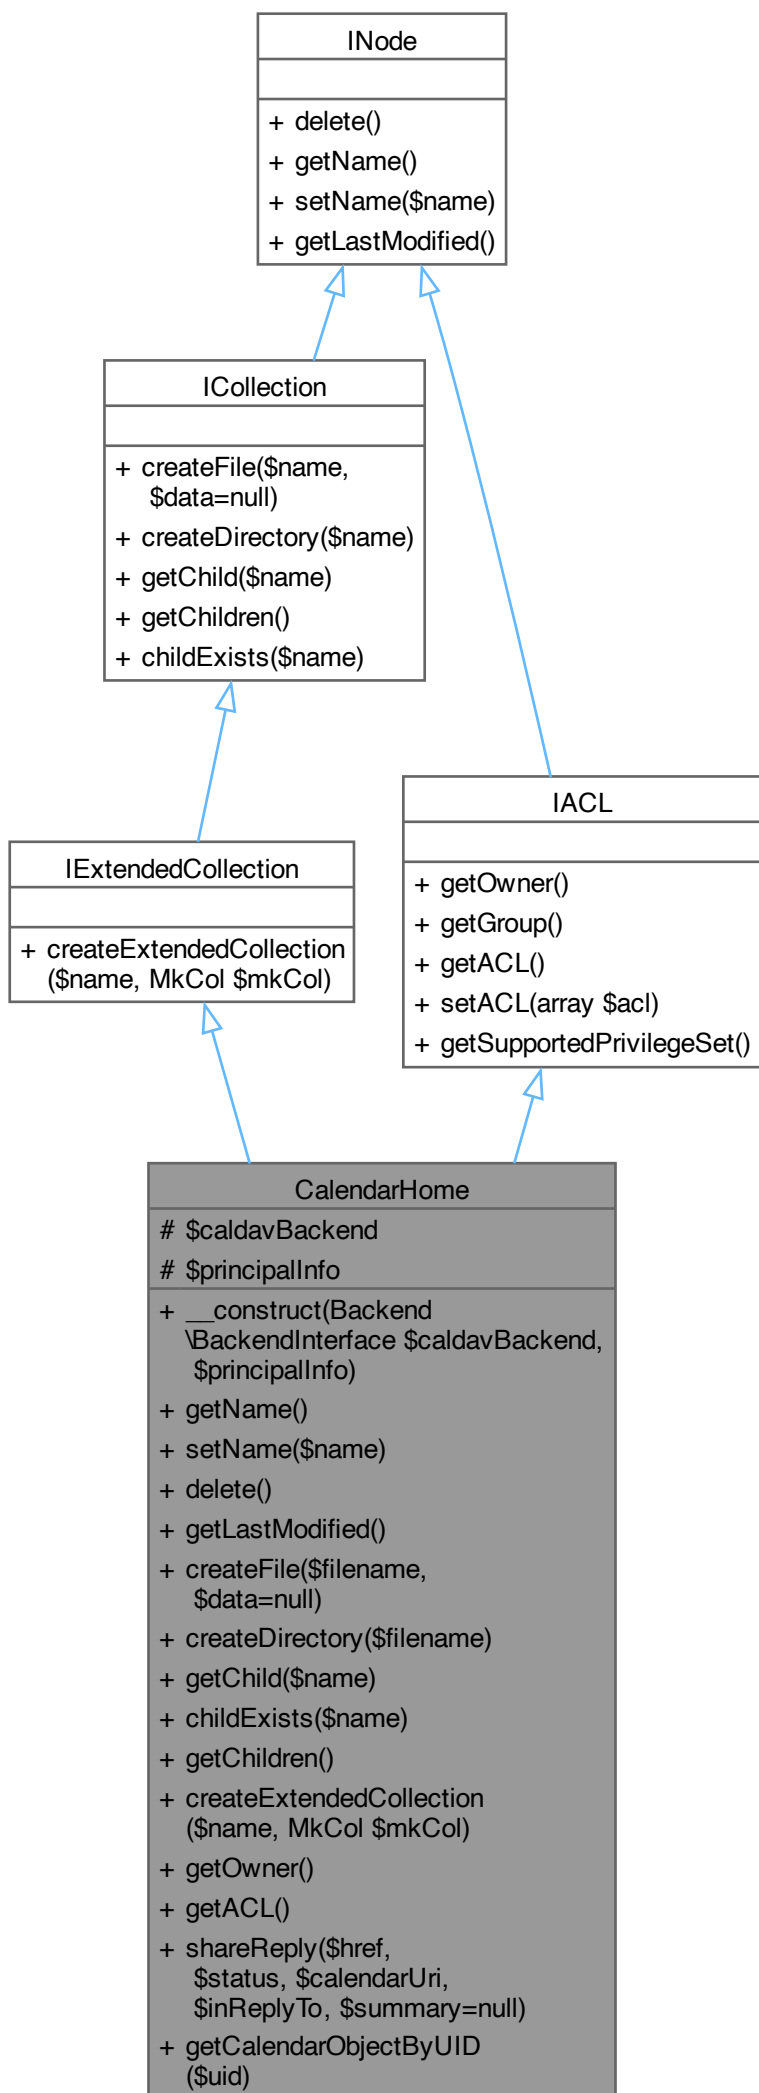 INode
+ delete()
+ getName()
+ setName($name)
+ getLastModified()
ICollection
+ createFile($name,
$data=null)
+ createDirectory($name)
+ getChild($name)
+ getChildren()
+ childExists($name)
IACL
+ getOwner()
+ getGroup()
+ getACL()
+ setACL(array $acl)
+ getSupportedPrivilegeSet()
IExtendedCollection
+ createExtendedCollection
($name, MkCol $mkCol)
CalendarHome
# $caldavBackend
# $principalInfo
+ __construct(Backend
\BackendInterface $caldavBackend,
$principalInfo)
+ getName()
+ setName($name)
+ delete()
+ getLastModified()
+ createFile($filename,
$data=null)
+ createDirectory($filename)
+ getChild($name)
+ childExists($name)
+ getChildren()
+ createExtendedCollection
($name, MkCol $mkCol)
+ getOwner()
+ getACL()
+ shareReply($href,
$status, $calendarUri,
$inReplyTo, $summary=null)
+ getCalendarObjectByUID
($uid)